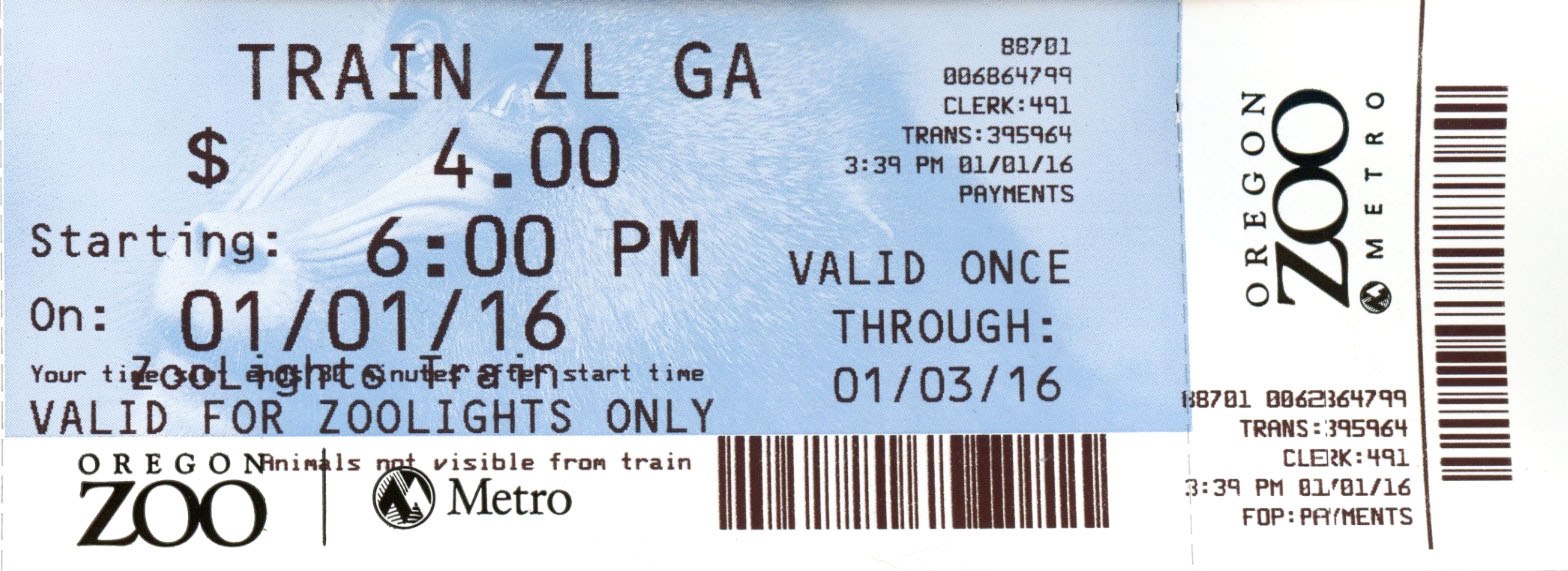 TRAIN ZL GA
$ 4.00
Starting: 6:00 PM
On: 01/01/16
ZooLights Train
Your time ends minutes after start time
VALID FOR ZOOLIGHTS ONLY
Animals not visible from train
OREGON
ZOO
Metro
88701
006864799
CLERK:491
TRANS:395964
3:39 PM 01/01/16
PAYMENTS
VALID ONCE
THROUGH:
01/03/16
OREGON
ZOO
METRO
88701
TRANS:395964
CLERK:491
3:39 PM 01/01/16
FOP:PAYMENTS